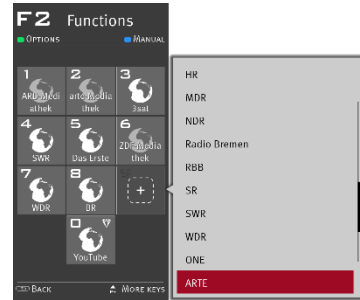 F2 Functions
OPTIONS MANUAL
1 2 3
ARD-Medi arte-Media
athek thek 3sat
4 5 6
ZDF-Media
SWR Das Erste thek
7 8 9
WDR BR
0
YouTube
BACK MORE KEYS
HR
MDR
NDR
Radio Bremen
RBB
SR
SWR
WDR
ONE
ARTE